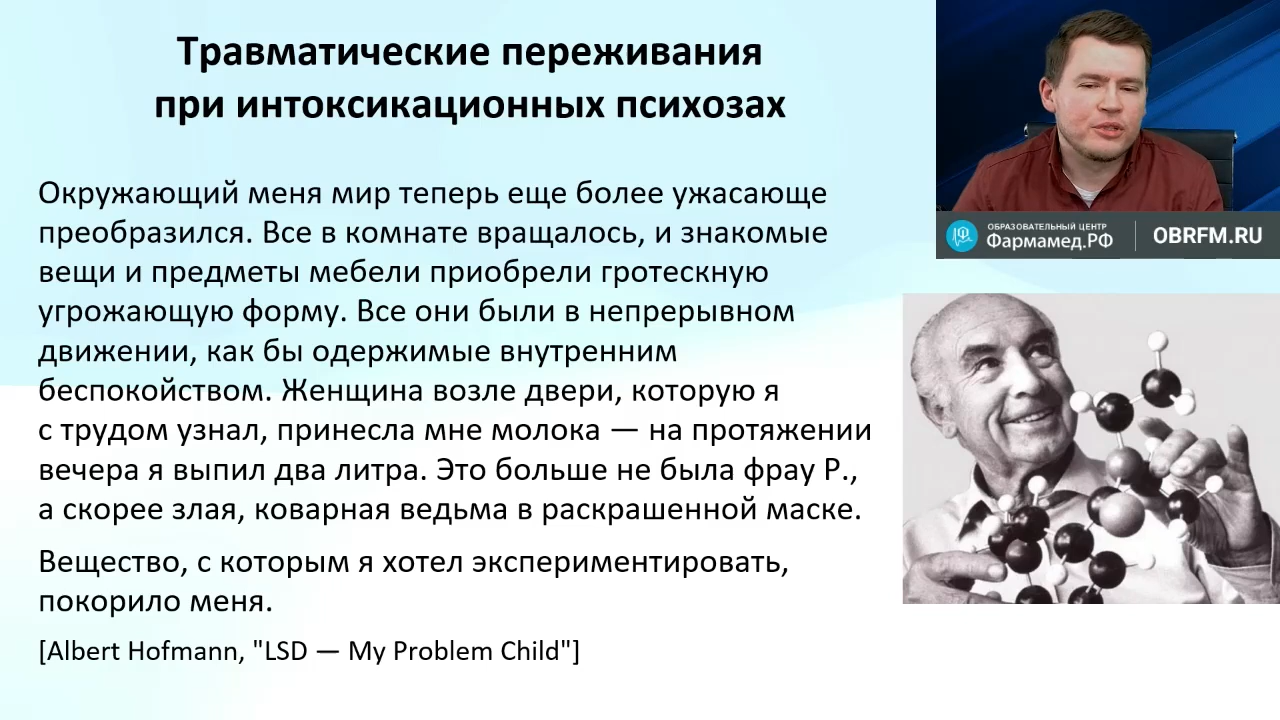 Травматические переживания
при интоксикационных психозах
Окружающий меня мир теперь еще более ужасающе
преобразился. Все в комнате вращалось, и знакомые
вещи и предметы мебели приобрели гротескную
угрожающую форму. Все они были в непрерывном
движении, как бы одержимые внутренним
беспокойством. Женщина возле двери, которую я
с трудом узнал, принесла мне молока — на протяжении
вечера я выпил два литра. Это больше не была фрау Р.,
а скорее злая, коварная ведьма в раскрашенной маске.
Вещество, с которым я хотел экспериментировать,
покорило меня.
[Albert Hofmann, "LSD — My Problem Child"]
ОБРАЗОВАТЕЛЬНЫЙ ЦЕНТР
Фармамед.РФ
OBRFM.RU